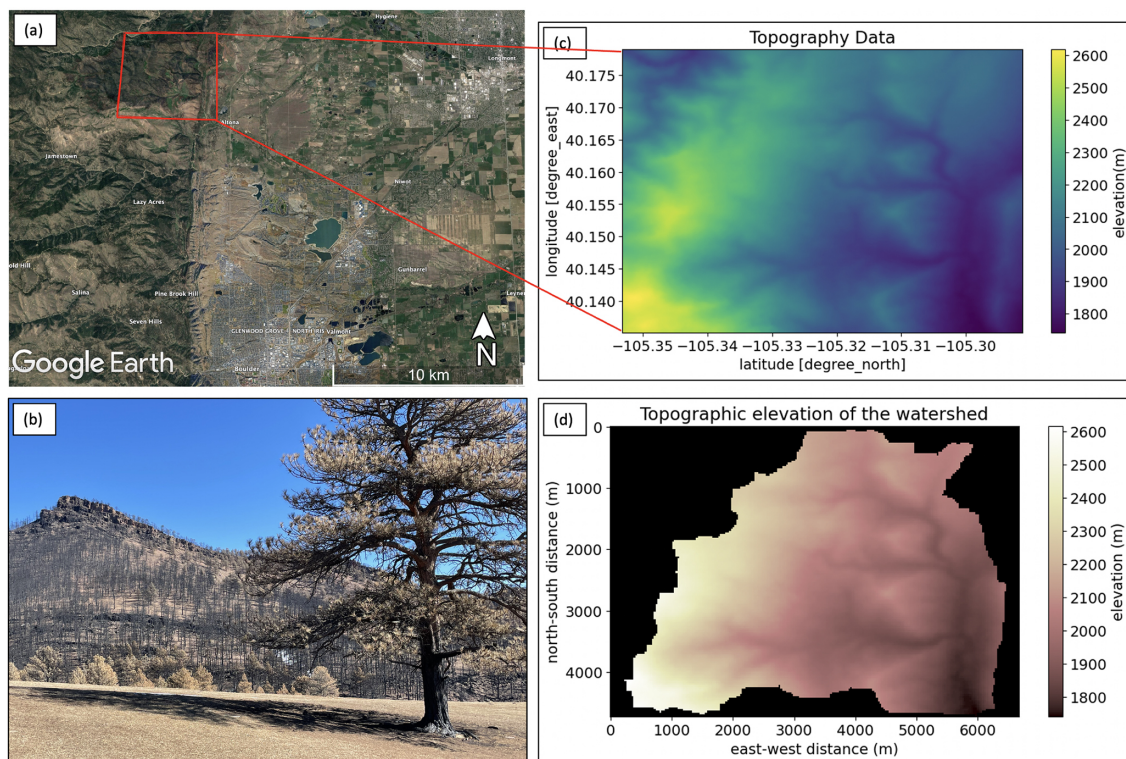 (a)
Hygiene
Longmont
Altona
Jamestown
Niwot
Lazy Acres
Gunbarrel
Salina
Pine Brook Hill
Seven Hills
GLENWOOD GROVE
NORTH IRIS
Valmont
Boulder
Google Earth
N
10 km
(c)
Topography Data
40.175
40.170
40.165
40.160
40.155
40.150
40.145
40.140
longitude [degree_east]
−105.35 −105.34 −105.33 −105.32 −105.31 −105.30
latitude [degree_north]
2600
2500
2400
2300
2200
2100
2000
1900
1800
elevation(m)
(b)
(d)
Topographic elevation of the watershed
0
1000
2000
3000
4000
north-south distance (m)
0 1000 2000 3000 4000 5000 6000
east-west distance (m)
2600
2500
2400
2300
2200
2100
2000
1900
1800
elevation (m)